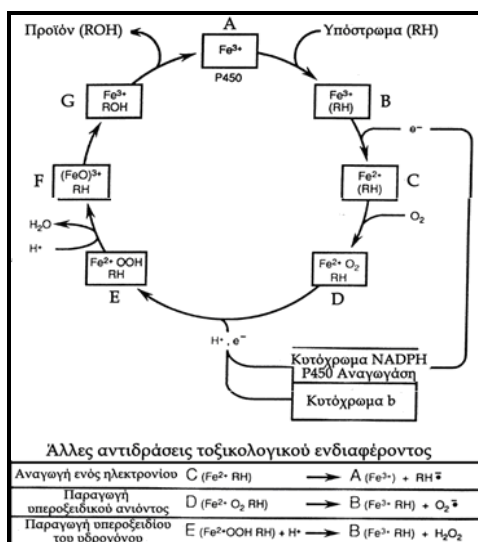 Προϊόν (ROH)
A
Fe³⁺
P450
Υπόστρωμα (RH)
Fe³⁺
(RH)
B
e⁻
Fe²⁺
(RH)
C
O₂
Fe²⁺ O₂
RH
D
H⁺, e⁻
Κυτόχρωμα NADPH
P450 Αναγωγάση
Κυτόχρωμα b
Fe²⁺ OOH
RH
E
H₂O
H⁺
F
(FeO)³⁺
RH
G
Fe³⁺
ROH
Άλλες αντιδράσεις τοξικολογικού ενδιαφέροντος
Αναγωγή ενός ηλεκτρονίου C (Fe²⁺ RH) → A (Fe³⁺) + RH•⁻
Παραγωγή
υπεροξειδικού ανιόντος D (Fe²⁺ O₂ RH) → B (Fe³⁺ RH) + O₂•⁻
Παραγωγή υπεροξειδίου
του υδρογόνου E (Fe²⁺OOH RH) + H⁺ → B (Fe³⁺ RH) + H₂O₂